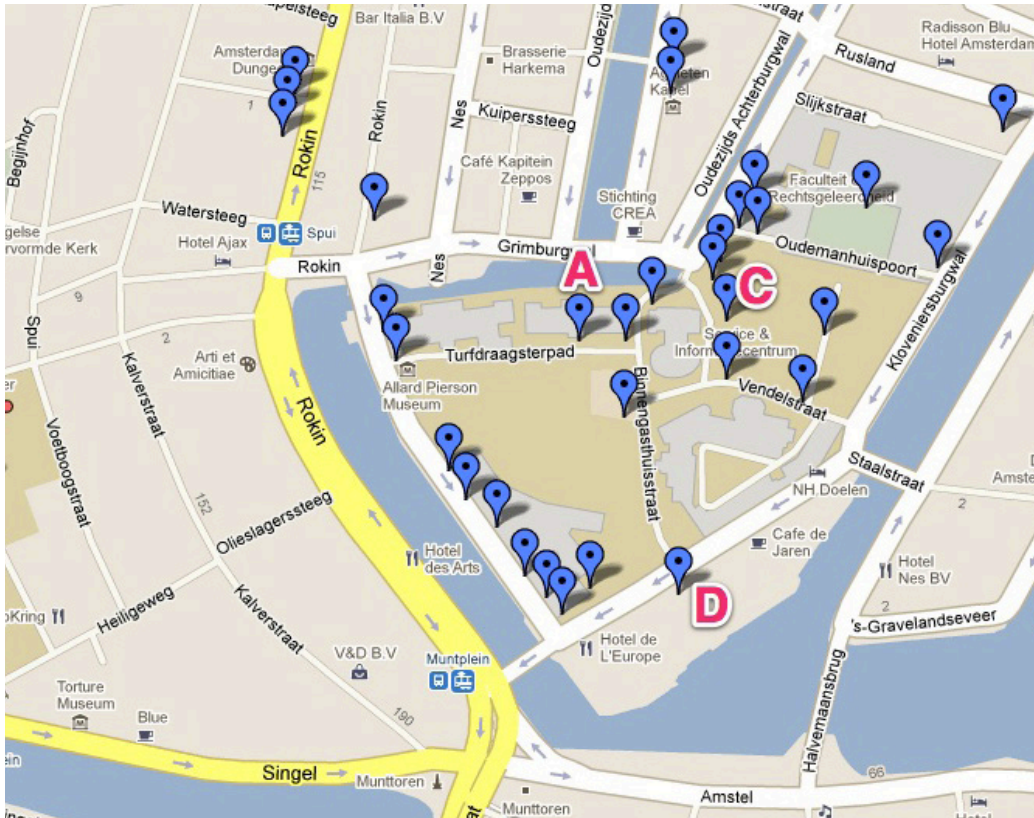 Bar Italia B.V
Amsterdam
Dungeo
1
Rokin
115
Begijnhof
Watersteeg
Hotel Ajax
Spui
Rokin
Rokin
Nes
Nes
Brasserie
Harkema
Kuiperssteeg
Café Kapitein
Zeppos
Stichting
CREA
Grimburgwal
Oudezijds Achterburgwal
Radisson Blu
Hotel Amsterdam
Rusland
Slijkstraat
Faculteit
Rechtsgeleerdheid
Oudemanhuispoort
Kloveniersburgwal
A
C
D
9
2
Spui
Kalverstraat
Arti et
Amicitiae
Rokin
Turfdraagsterpad
Allard Pierson
Museum
Service &
Informatiecentrum
Vendelstraat
Binnengasthuisstraat
Voetboogstraat
152
Olieslagerssteeg
Heiligeweg
Kalverstraat
Hotel
des Arts
NH Doelen
Staalstraat
2
Cafe de
Jaren
Hotel
Nes BV
2
's-Gravelandseveer
Hotel de
L'Europe
V&D B.V
Muntplein
Torture
Museum
Blue
190
Singel
Munttoren
Munttoren
Amstel
Halvemaansbrug
66
Hotel